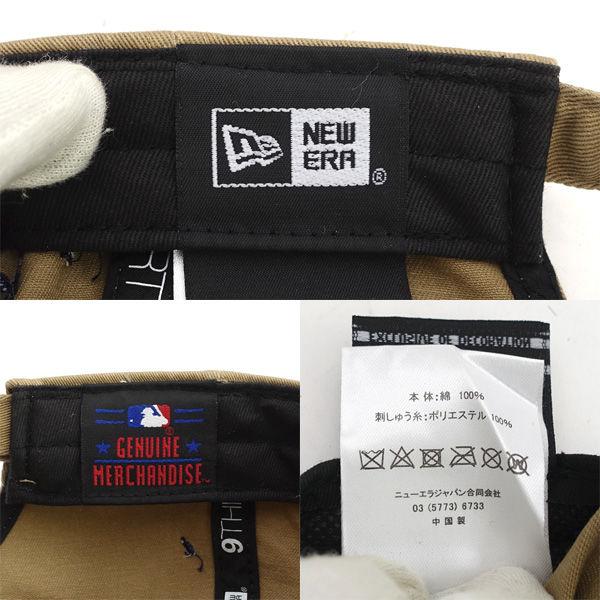 NEW
ERA
®
RT
GENUINE
MERCHANDISE
EXCLUSIVE OF DECORATION
本体:綿 100%
刺しゅう糸:ポリエステル 100%
ニューエラジャパン合同会社
03 (5773) 6733
中国製